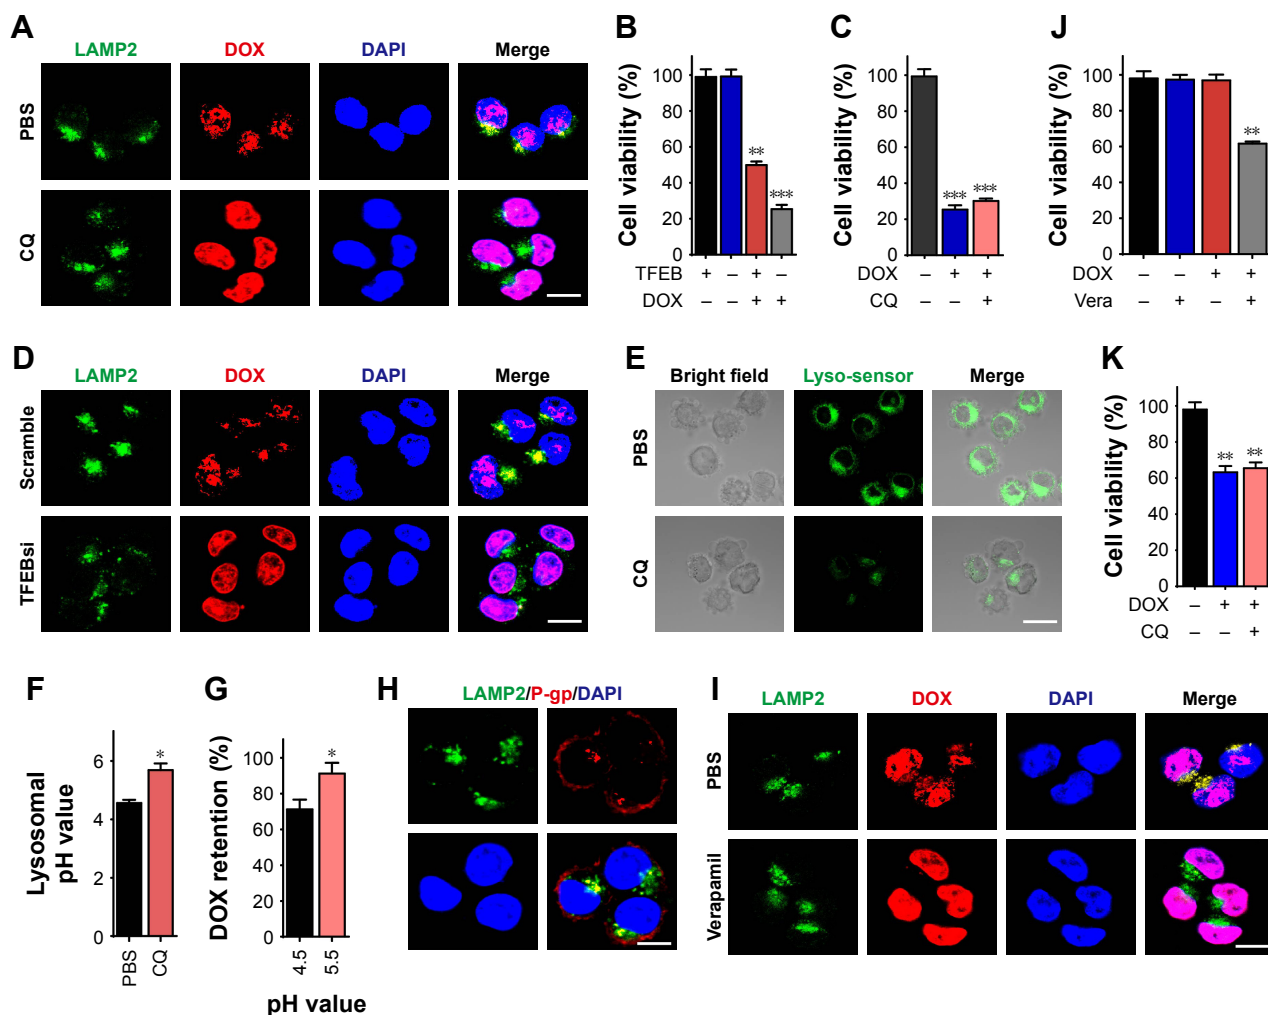 A
LAMP2 DOX DAPI Merge
PBS
CQ
B
Cell viability (%)
100
80
60
40
20
0
** ***
TFEB + – + –
DOX – – + +
C
Cell viability (%)
100
80
60
40
20
0
*** ***
DOX – + +
CQ – – +
J
Cell viability (%)
100
80
60
40
20
0
**
DOX – – + +
Vera – + – +
D
LAMP2 DOX DAPI Merge
Scramble
TFEBsi
E
Bright field Lyso-sensor Merge
PBS
CQ
K
Cell viability (%)
100
80
60
40
20
0
** **
DOX – + +
CQ – – +
F
Lysosomal
pH value
6
4
2
0
*
PBS CQ
G
DOX retention (%)
100
80
60
40
20
0
*
4.5 5.5
pH value
H
LAMP2/P-gp/DAPI
I
LAMP2 DOX DAPI Merge
PBS
Verapamil